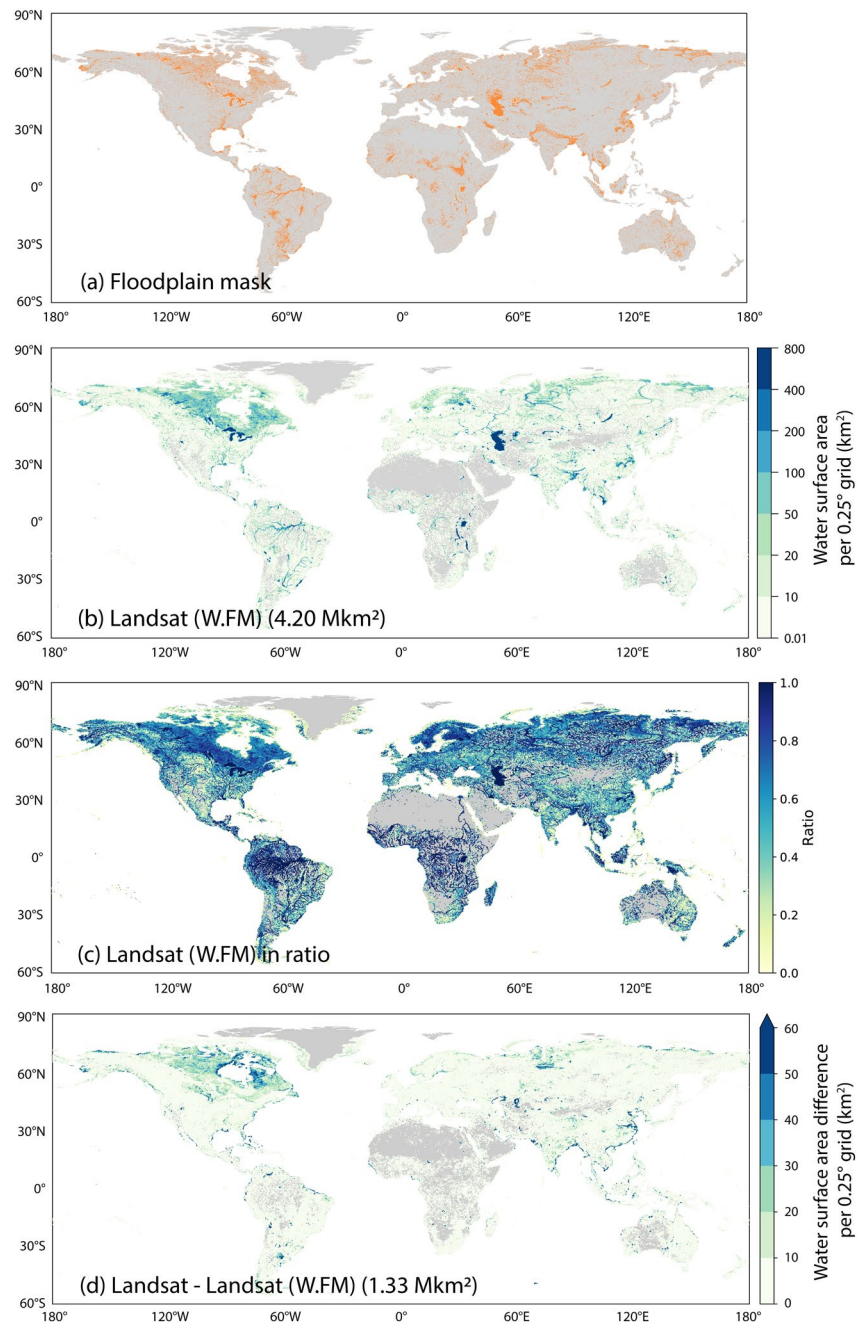 90°N
60°N
30°N
0°
30°S
60°S
(a) Floodplain mask
180°
120°W
60°W
0°
60°E
120°E
180°
90°N
60°N
30°N
0°
30°S
60°S
(b) Landsat (W.FM) (4.20 Mkm²)
180°
120°W
60°W
0°
60°E
120°E
180°
800
400
200
100
50
20
10
0.01
Water surface area
per 0.25° grid (km²)
90°N
60°N
30°N
0°
30°S
60°S
(c) Landsat (W.FM) in ratio
180°
120°W
60°W
0°
60°E
120°E
180°
1.0
0.8
0.6
0.4
0.2
0.0
Ratio
90°N
60°N
30°N
0°
30°S
60°S
(d) Landsat - Landsat (W.FM) (1.33 Mkm²)
180°
120°W
60°W
0°
60°E
120°E
180°
60
50
40
30
20
10
0
Water surface area difference
per 0.25° grid (km²)